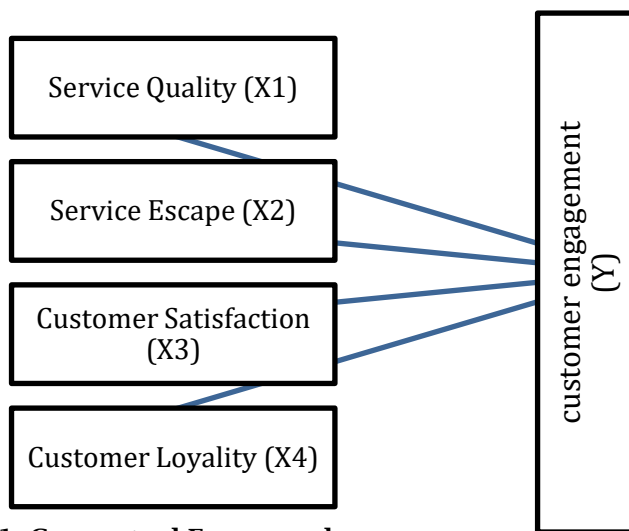 Service Quality (X1)
Service Escape (X2)
Customer Satisfaction
(X3)
Customer Loyality (X4)
customer engagement
(Y)